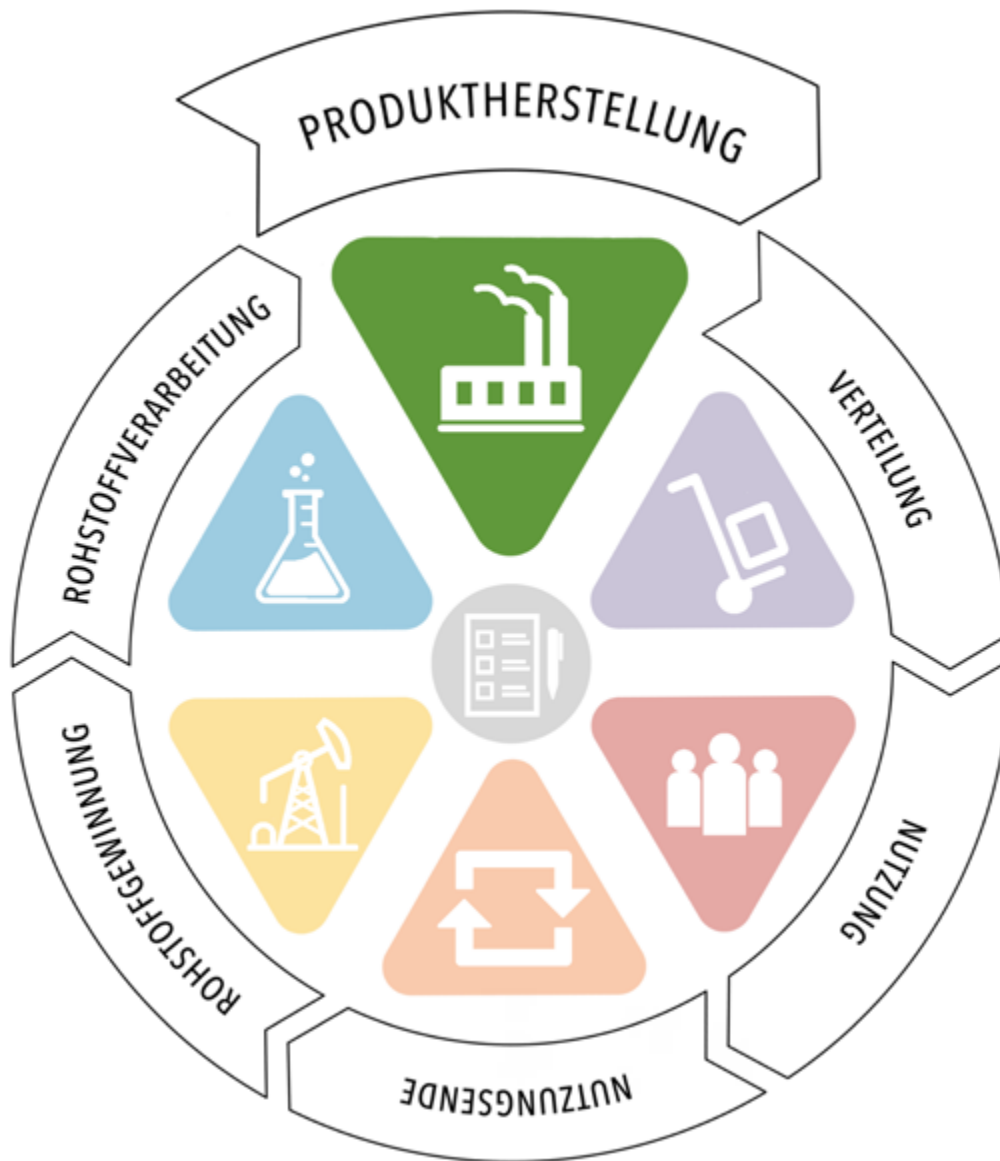 PRODUKTHERSTELLUNG
VERTEILUNG
NUTZUNG
NUTZUNGSENDE
ROHSTOFFGEWINNUNG
ROHSTOFFVERARBEITUNG